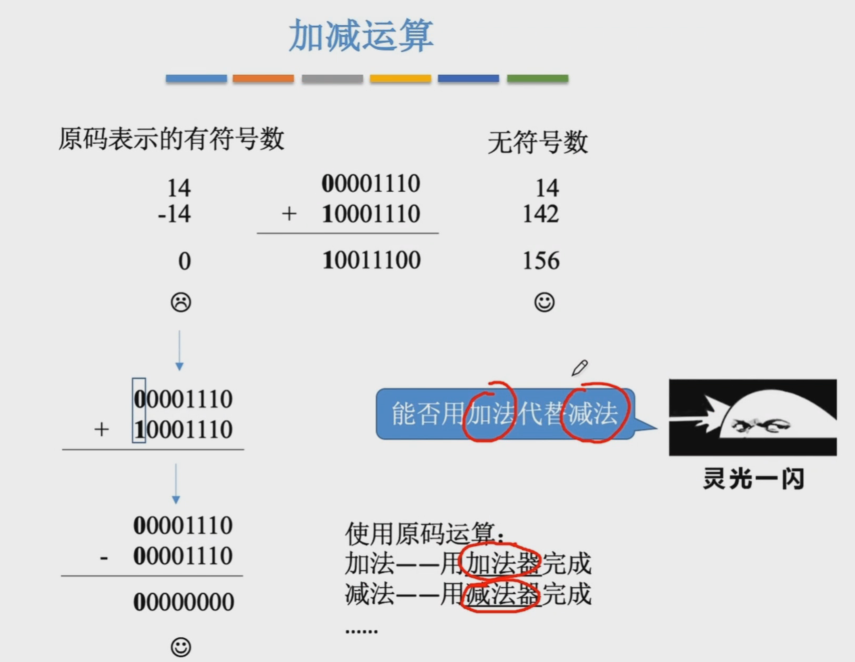 加减运算
原码表示的有符号数
无符号数
14 00001110 14
-14 + 10001110 142
0 10011100 156
00001110
+ 10001110
能否用加法代替减法
灵光一闪
00001110
- 00001110
00000000
使用原码运算:
加法——用加法器完成
减法——用减法器完成
......